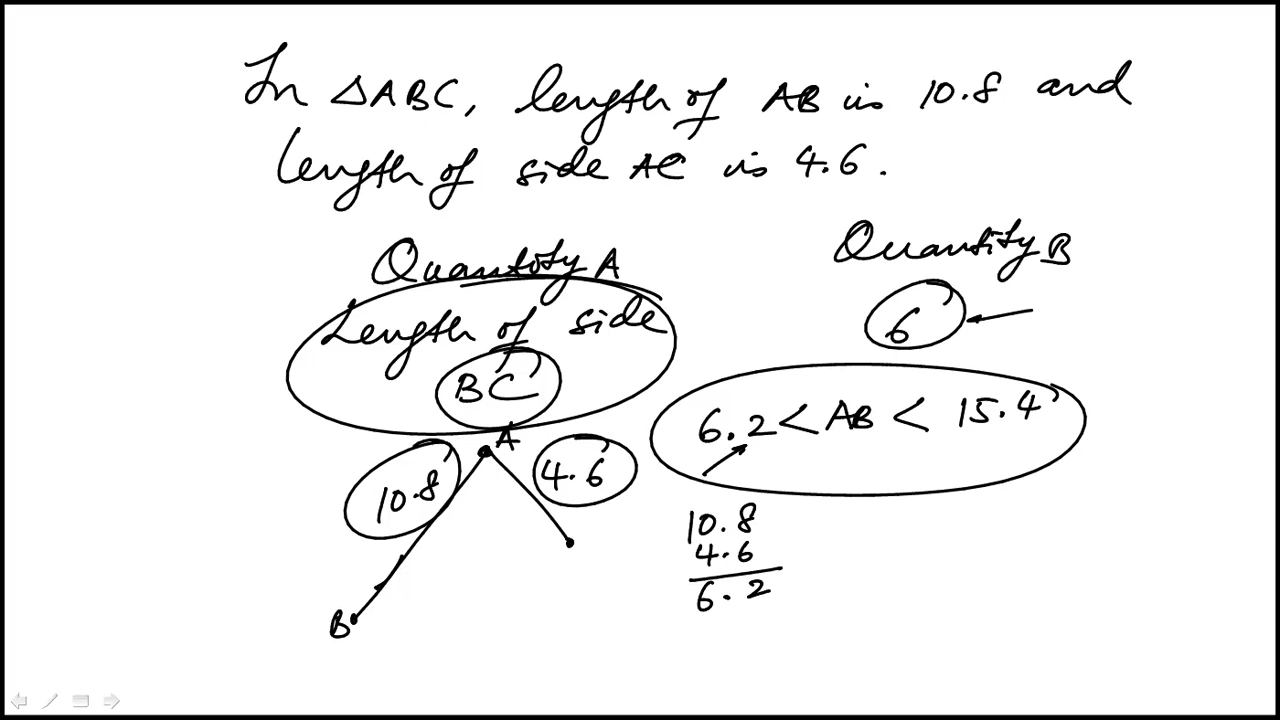 In △ABC, length of AB is 10.8 and
length of side AC is 4.6.
Quantity A
Quantity B
Length of side
BC
6
6.2 < AB < 15.4
A
10.8
4.6
B
10.8
4.6
6.2